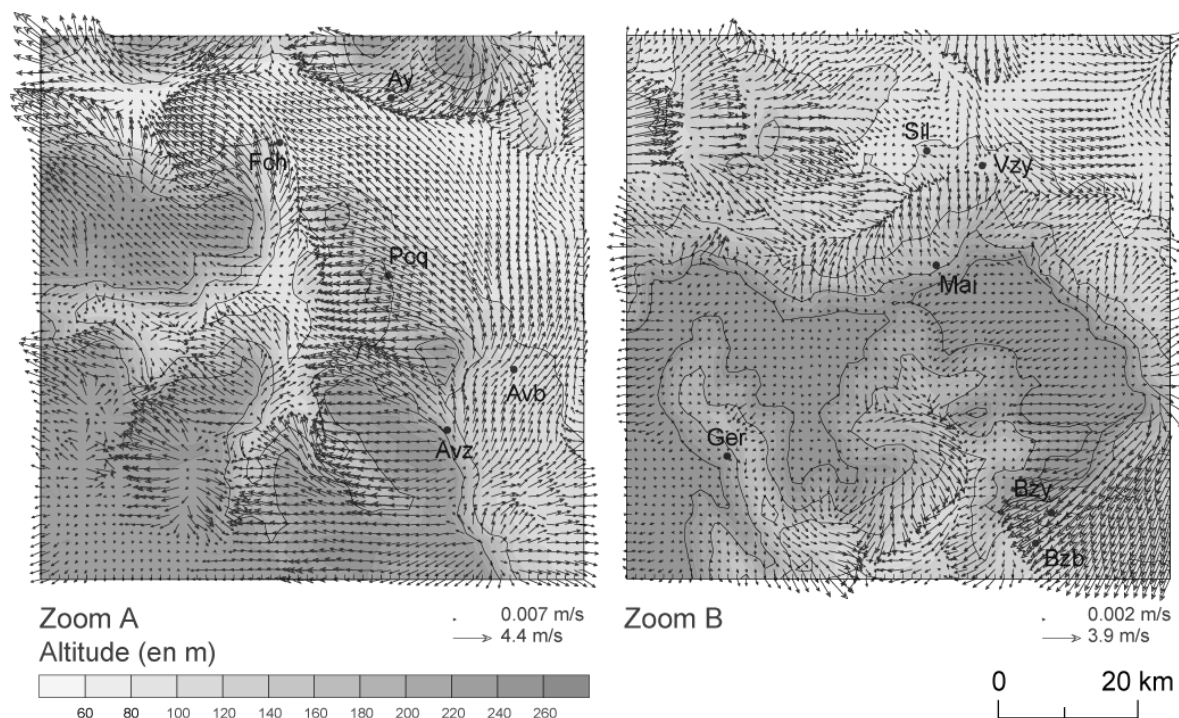 Ay
Fch
Pcq
Avb
Avz
Sil
Vzy
Mai
Ger
Bzy
Bzb
Zoom A
0.007 m/s
4.4 m/s
Zoom B
0.002 m/s
3.9 m/s
Altitude (en m)
60 80 100 120 140 160 180 200 220 240 260
0 20 km